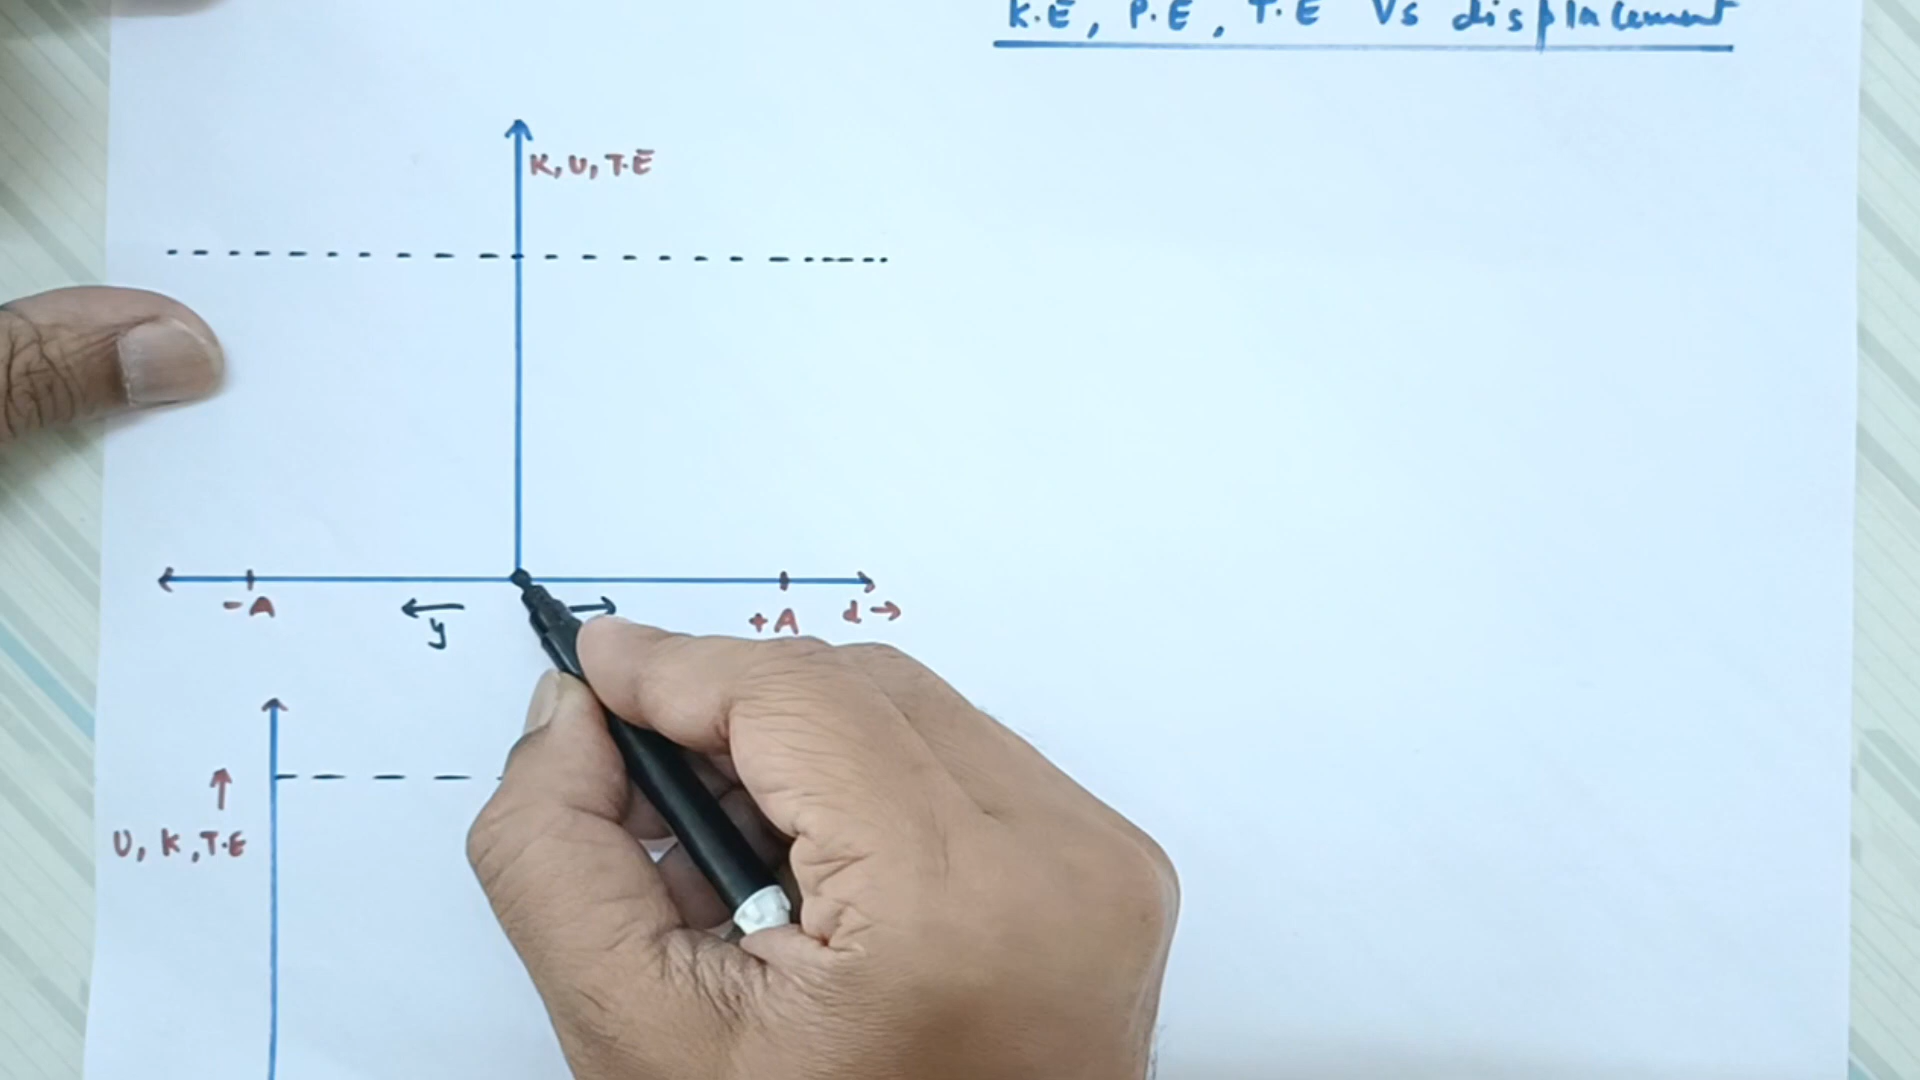 K.E, P.E, T.E Vs displacement
K, U, T.E
-A
+A
d →
y
U, K, T.E